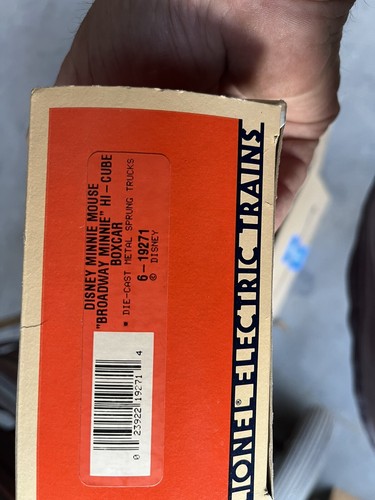 DISNEY MINNIE MOUSE
"BROADWAY MINNIE" HI-CUBE
BOXCAR
* DIE-CAST METAL SPRUNG TRUCKS
6-19271
© DISNEY
0 23922 19271 4
LIONEL® ELECTRIC TRAINS